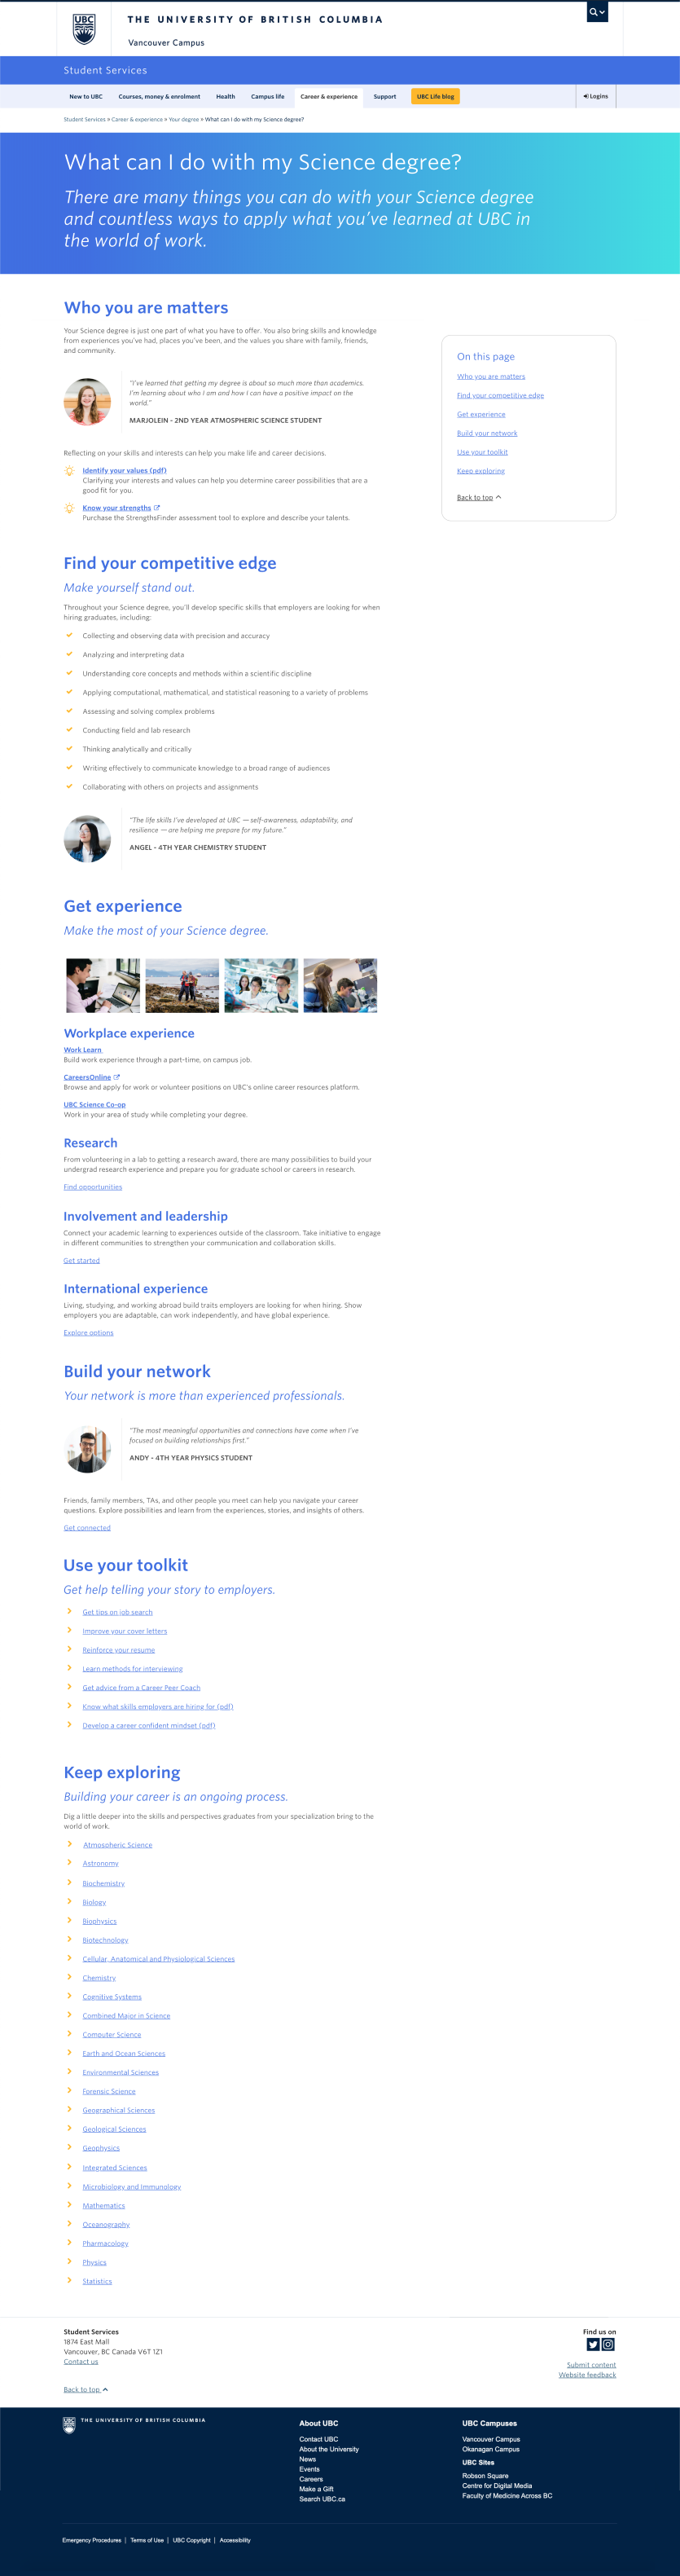 UBC
THE UNIVERSITY OF BRITISH COLUMBIA
Vancouver Campus
Student Services
New to UBC
Courses, money & enrolment
Health
Campus life
Career & experience
Support
UBC Life blog
Logins
Student Services » Career & experience » Your degree » What can I do with my Science degree?
What can I do with my Science degree?
There are many things you can do with your Science degree
and countless ways to apply what you’ve learned at UBC in
the world of work.
Who you are matters
Your Science degree is just one part of what you have to offer. You also bring skills and knowledge
from experiences you’ve had, places you’ve been, and the values you share with family, friends,
and community.
“I’ve learned that getting my degree is about so much more than academics.
I’m learning about who I am and how I can have a positive impact on the
world.”
MARJOLEIN - 2ND YEAR ATMOSPHERIC SCIENCE STUDENT
Reflecting on your skills and interests can help you make life and career decisions.
Identify your values (pdf)
Clarifying your interests and values can help you determine career possibilities that are a
good fit for you.
Know your strengths
Purchase the StrengthsFinder assessment tool to explore and describe your talents.
On this page
Who you are matters
Find your competitive edge
Get experience
Build your network
Use your toolkit
Keep exploring
Back to top
Find your competitive edge
Make yourself stand out.
Throughout your Science degree, you’ll develop specific skills that employers are looking for when
hiring graduates, including:
Collecting and observing data with precision and accuracy
Analyzing and interpreting data
Understanding core concepts and methods within a scientific discipline
Applying computational, mathematical, and statistical reasoning to a variety of problems
Assessing and solving complex problems
Conducting field and lab research
Thinking analytically and critically
Writing effectively to communicate knowledge to a broad range of audiences
Collaborating with others on projects and assignments
“The life skills I’ve developed at UBC — self-awareness, adaptability, and
resilience — are helping me prepare for my future.”
ANGEL - 4TH YEAR CHEMISTRY STUDENT
Get experience
Make the most of your Science degree.
Workplace experience
Work Learn
Build work experience through a part-time, on campus job.
CareersOnline
Browse and apply for work or volunteer positions on UBC’s online career resources platform.
UBC Science Co-op
Work in your area of study while completing your degree.
Research
From volunteering in a lab to getting a research award, there are many possibilities to build your
undergrad research experience and prepare you for graduate school or careers in research.
Find opportunities
Involvement and leadership
Connect your academic learning to experiences outside of the classroom. Take initiative to engage
in different communities to strengthen your communication and collaboration skills.
Get started
International experience
Living, studying, and working abroad build traits employers are looking for when hiring. Show
employers you are adaptable, can work independently, and have global experience.
Explore options
Build your network
Your network is more than experienced professionals.
“The most meaningful opportunities and connections have come when I’ve
focused on building relationships first.”
ANDY - 4TH YEAR PHYSICS STUDENT
Friends, family members, TAs, and other people you meet can help you navigate your career
questions. Explore possibilities and learn from the experiences, stories, and insights of others.
Get connected
Use your toolkit
Get help telling your story to employers.
Get tips on job search
Improve your cover letters
Reinforce your resume
Learn methods for interviewing
Get advice from a Career Peer Coach
Know what skills employers are hiring for (pdf)
Develop a career confident mindset (pdf)
Keep exploring
Building your career is an ongoing process.
Dig a little deeper into the skills and perspectives graduates from your specialization bring to the
world of work.
Atmospheric Science
Astronomy
Biochemistry
Biology
Biophysics
Biotechnology
Cellular, Anatomical and Physiological Sciences
Chemistry
Cognitive Systems
Combined Major in Science
Computer Science
Earth and Ocean Sciences
Environmental Sciences
Forensic Science
Geographical Sciences
Geological Sciences
Geophysics
Integrated Sciences
Microbiology and Immunology
Mathematics
Oceanography
Pharmacology
Physics
Statistics
Student Services
1874 East Mall
Vancouver, BC Canada V6T 1Z1
Contact us
Back to top
Find us on
Submit content
Website feedback
UBC
THE UNIVERSITY OF BRITISH COLUMBIA
About UBC
Contact UBC
About the University
News
Events
Careers
Make a Gift
Search UBC.ca
UBC Campuses
Vancouver Campus
Okanagan Campus
UBC Sites
Robson Square
Centre for Digital Media
Faculty of Medicine Across BC
Emergency Procedures | Terms of Use | UBC Copyright | Accessibility